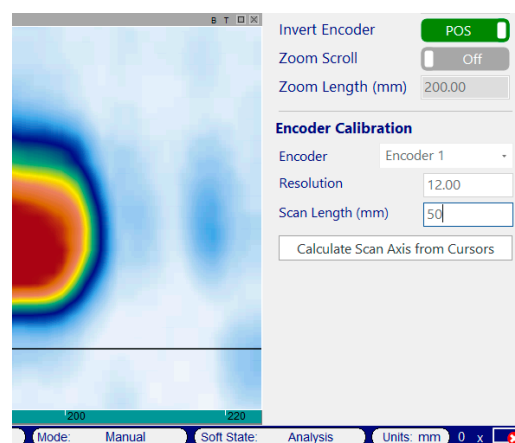 B T
Invert Encoder POS
Zoom Scroll Off
Zoom Length (mm) 200.00
Encoder Calibration
Encoder Encoder 1
Resolution 12.00
Scan Length (mm) 50
Calculate Scan Axis from Cursors
200 220
Mode: Manual Soft State: Analysis Units: mm 0 x